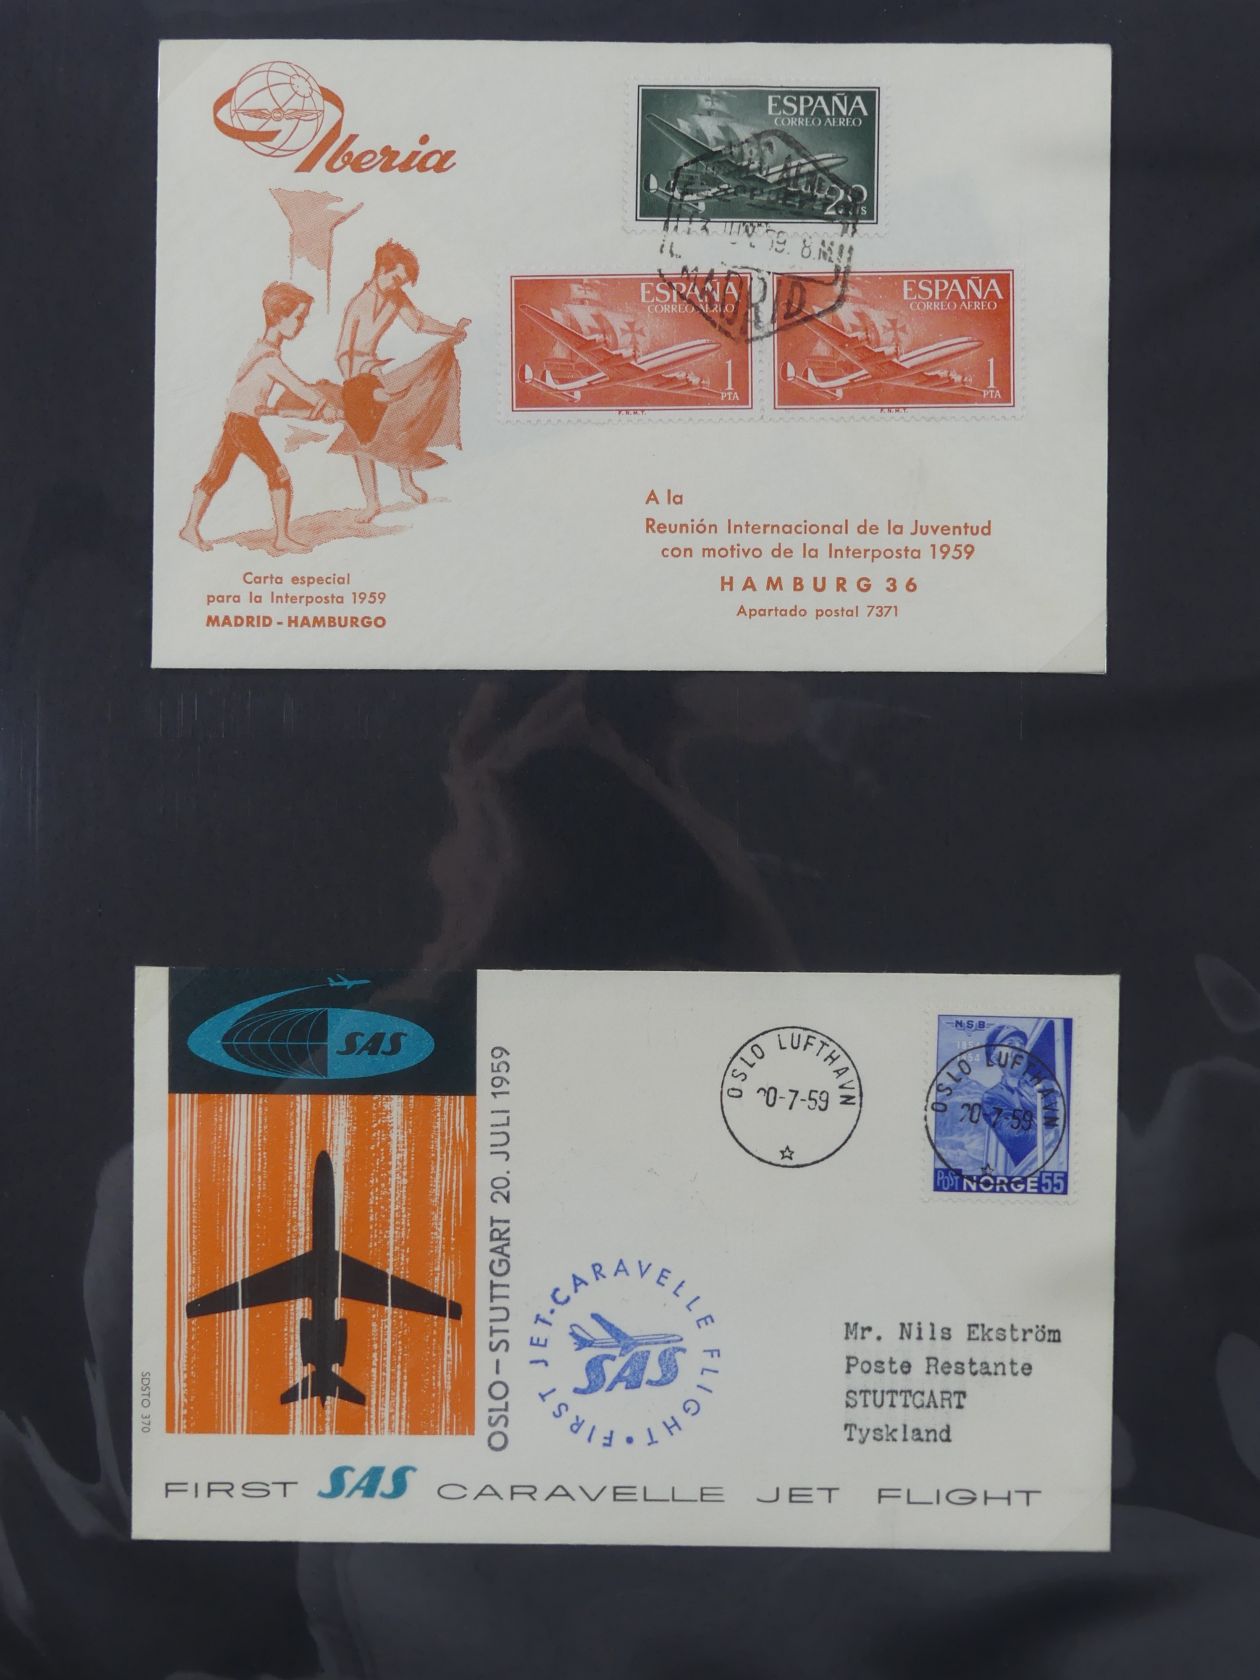 Iberia
ESPAÑA
CORREO AEREO
MADRID
ESPAÑA
CORREO AEREO
1
PTA
F.N.M.T.
ESPAÑA
CORREO AEREO
1
PTA
F.N.M.T.
A la
Reunión Internacional de la Juventud
con motivo de la Interposta 1959
HAMBURG 36
Apartado postal 7371
Carta especial
para la Interposta 1959
MADRID - HAMBURGO
SAS
OSLO – STUTTGART 20. JULI 1959
SDSTO 370
OSLO LUFTHAVN
20-7-59
NSB
OSLO LUFTHAVN
20-7-59
POST NORGE 55
FIRST JET-CARAVELLE FLIGHT •
SAS
Mr. Nils Ekström
Poste Restante
STUTTGART
Tyskland
FIRST SAS CARAVELLE JET FLIGHT